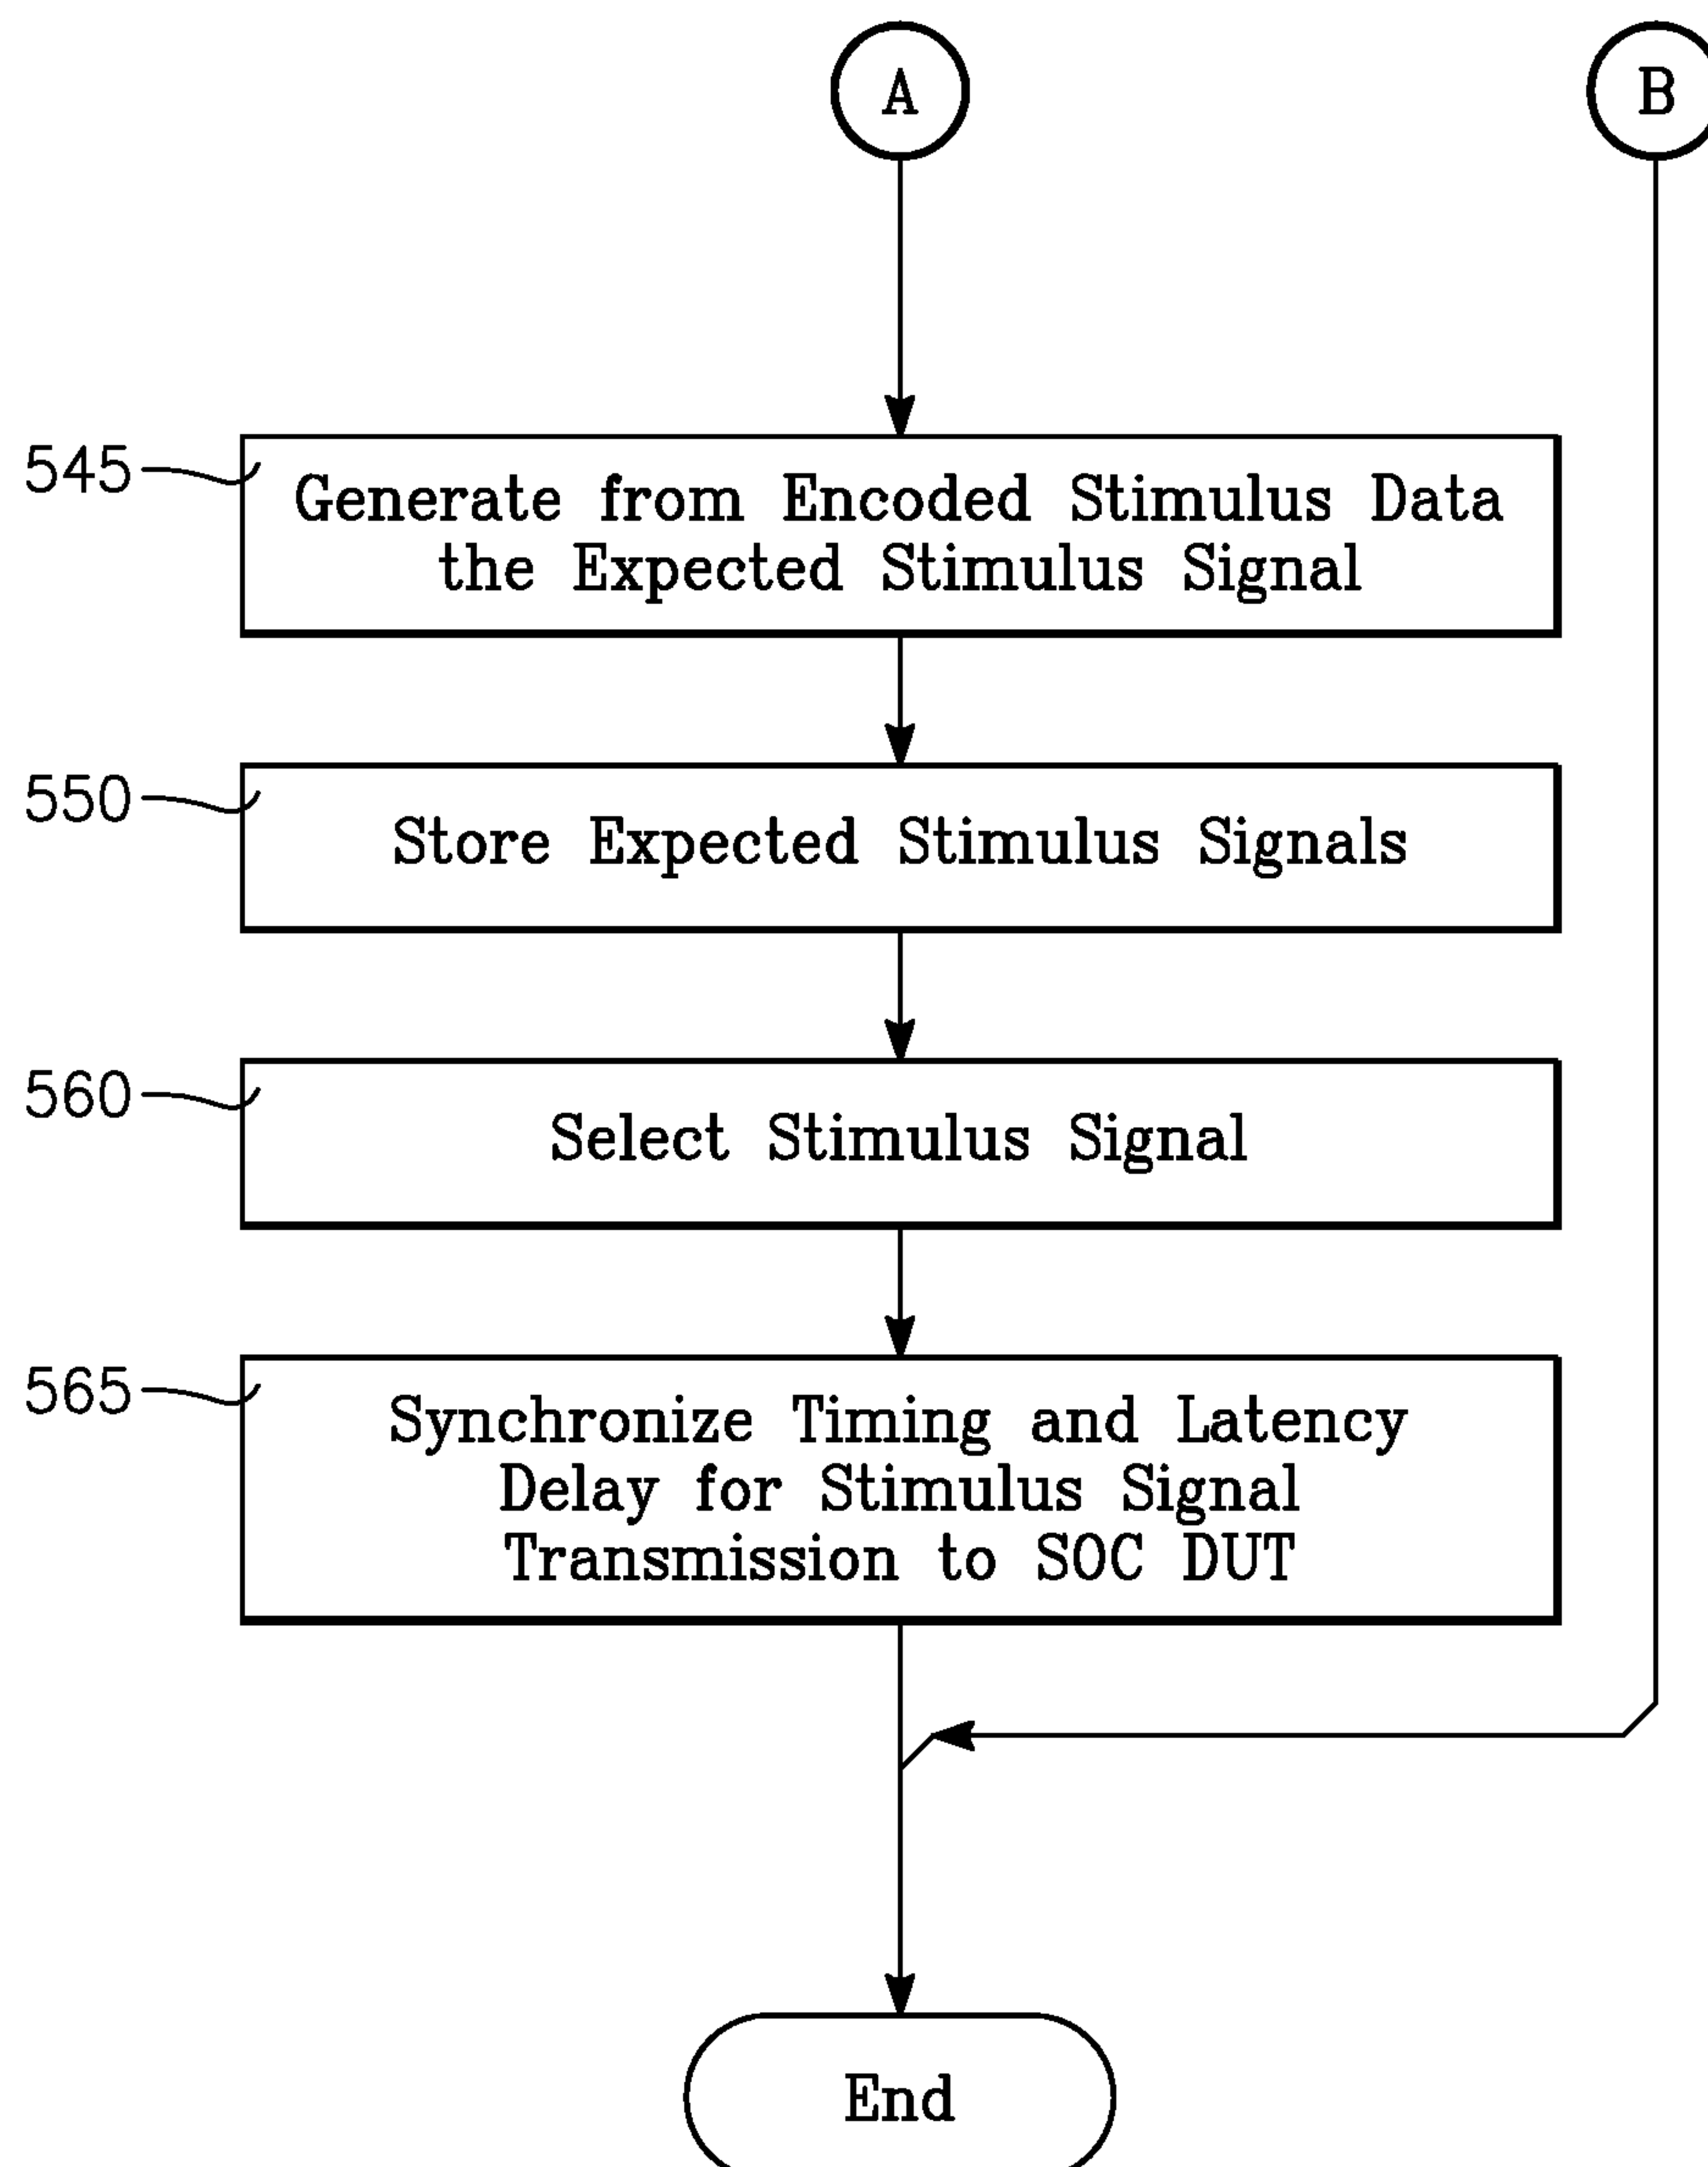 A
B
545
Generate from Encoded Stimulus Data
the Expected Stimulus Signal
550
Store Expected Stimulus Signals
560
Select Stimulus Signal
565
Synchronize Timing and Latency
Delay for Stimulus Signal
Transmission to SOC DUT
End